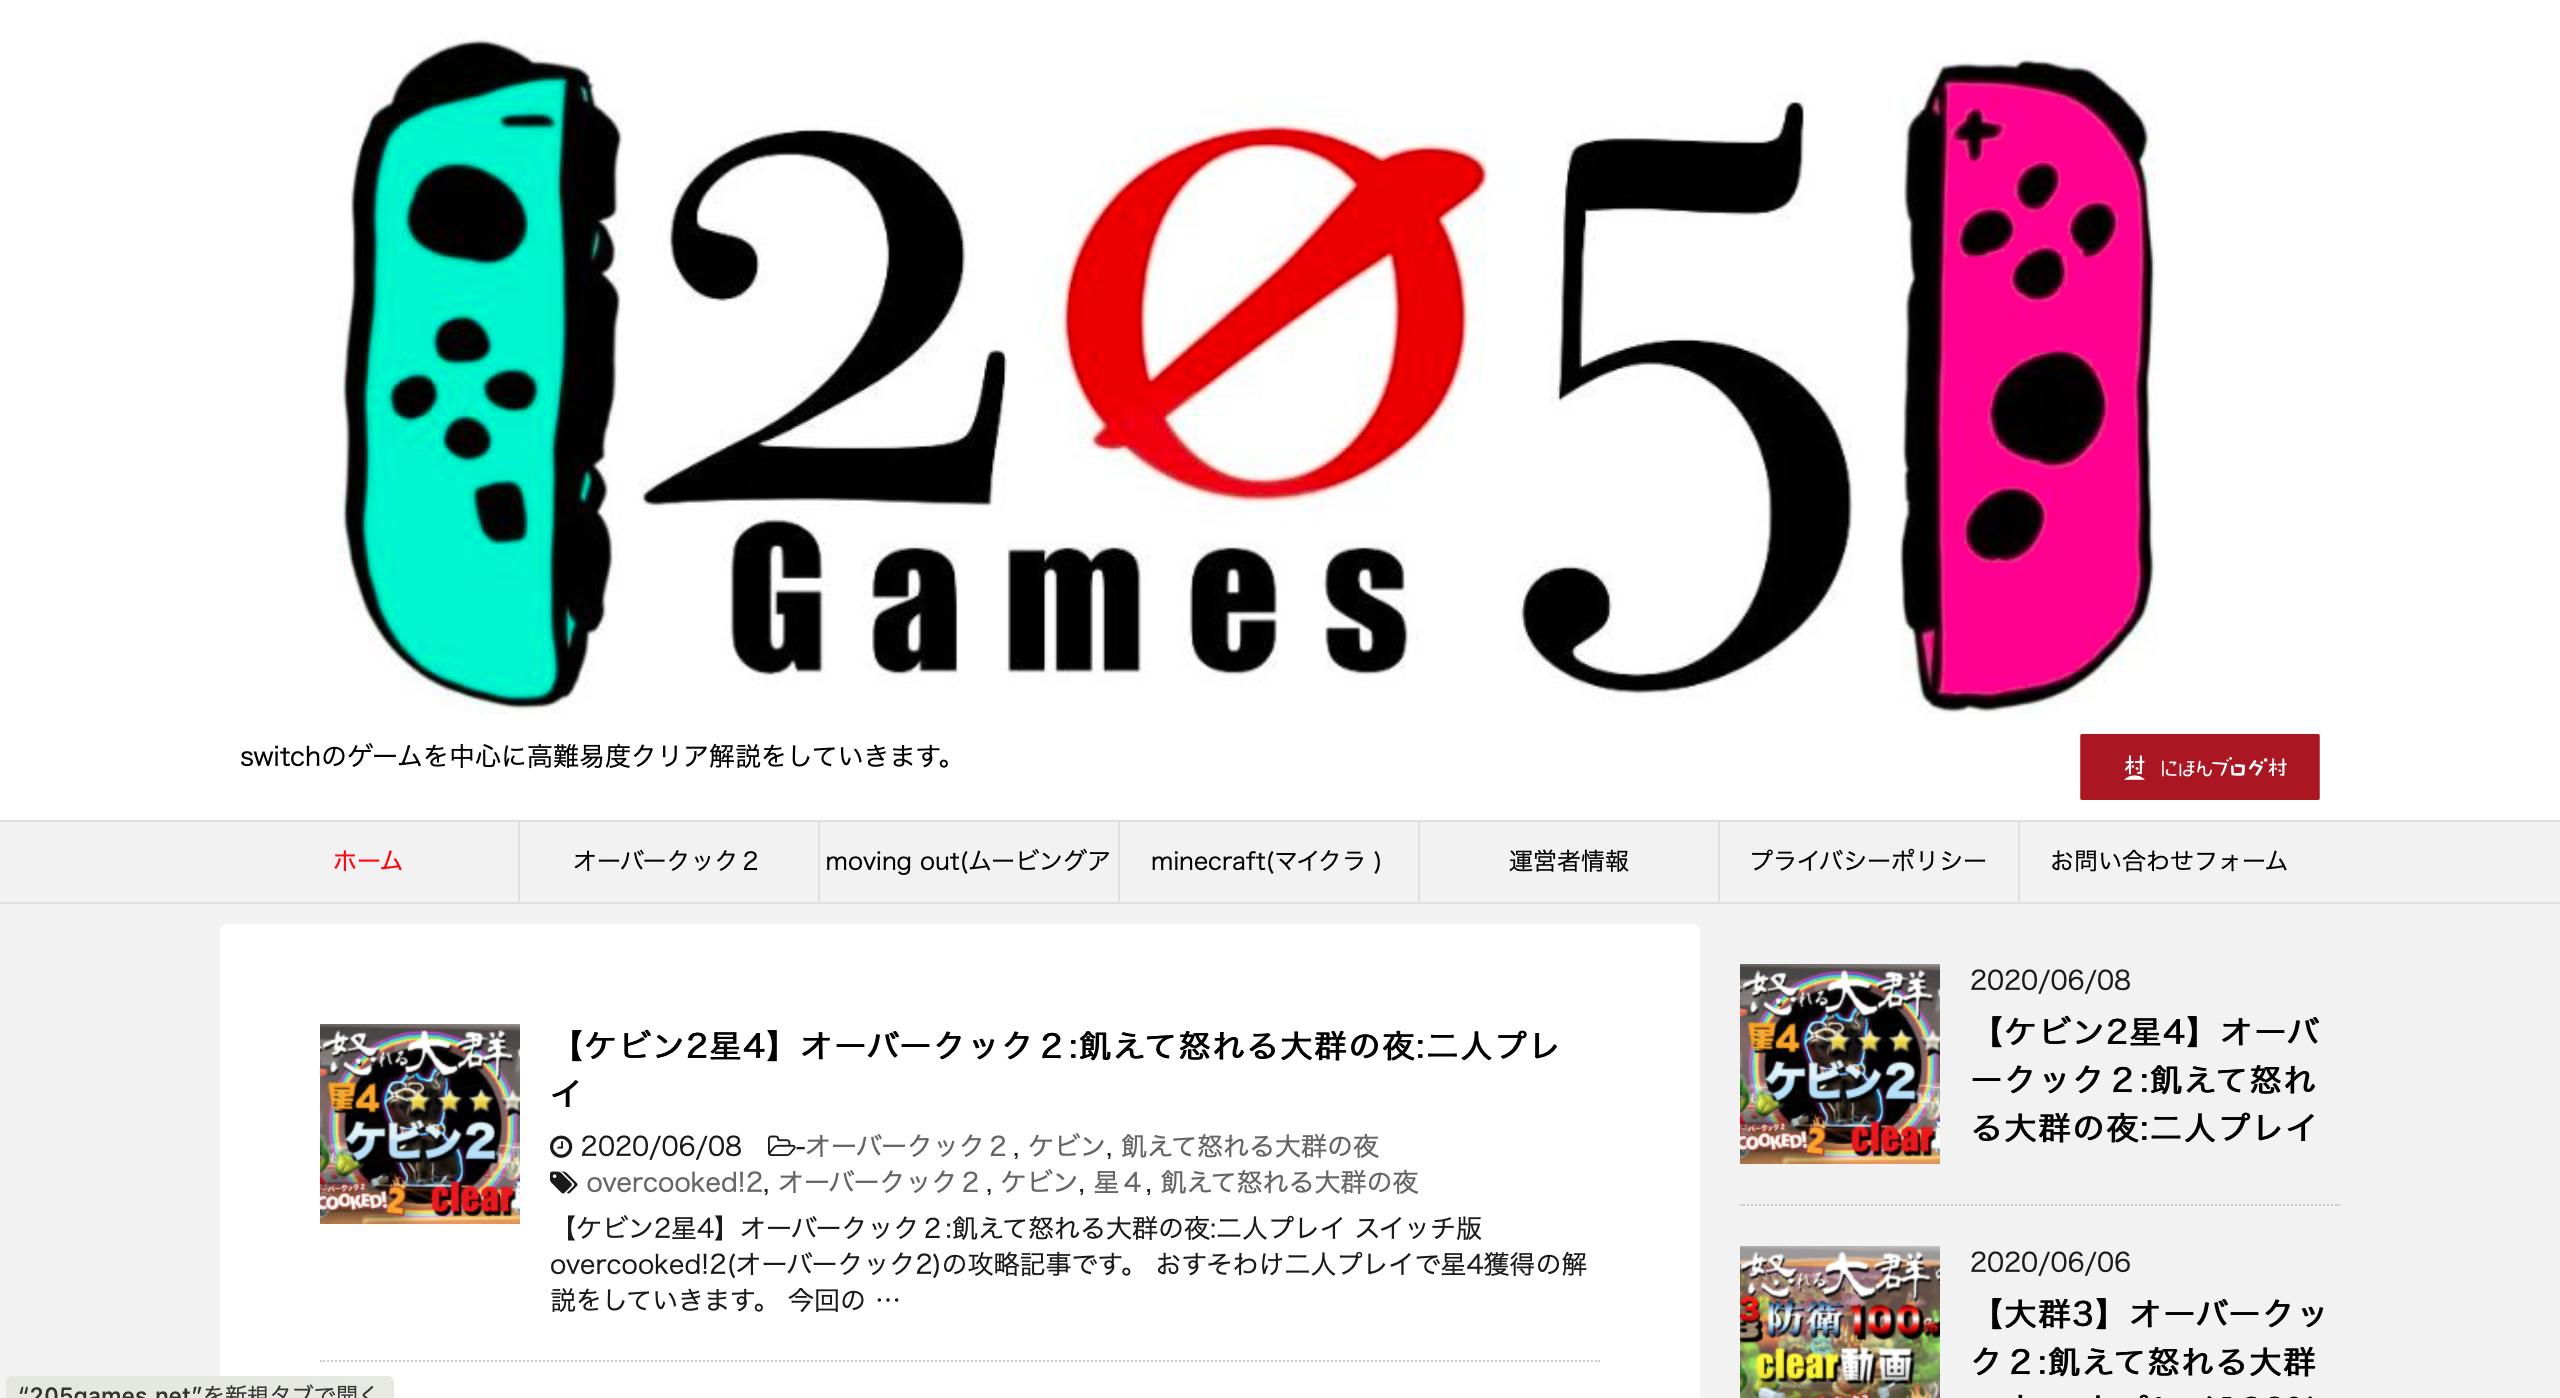 205
Games
switchのゲームを中心に高難易度クリア解説をしていきます。
村 にほんブログ村
ホーム
オーバークック２
moving out(ムービングア
minecraft(マイクラ )
運営者情報
プライバシーポリシー
お問い合わせフォーム
怒れる大群
星4
ケビン2
COOKED!2 clear
【ケビン2星4】オーバークック２:飢えて怒れる大群の夜:二人プレ
イ
2020/06/08 -オーバークック２, ケビン, 飢えて怒れる大群の夜
overcooked!2, オーバークック２, ケビン, 星４, 飢えて怒れる大群の夜
【ケビン2星4】オーバークック２:飢えて怒れる大群の夜:二人プレイ スイッチ版
overcooked!2(オーバークック2)の攻略記事です。 おすそわけ二人プレイで星4獲得の解
説をしていきます。 今回の …
怒れる大群
星4
ケビン2
COOKED!2 clear
2020/06/08
【ケビン2星4】オーバ
ークック２:飢えて怒れ
る大群の夜:二人プレイ
怒れる大群
3 防衛100%
clear動画
2020/06/06
【大群3】オーバークッ
ク２:飢えて怒れる大群
“205games.net”を新規タブで開く